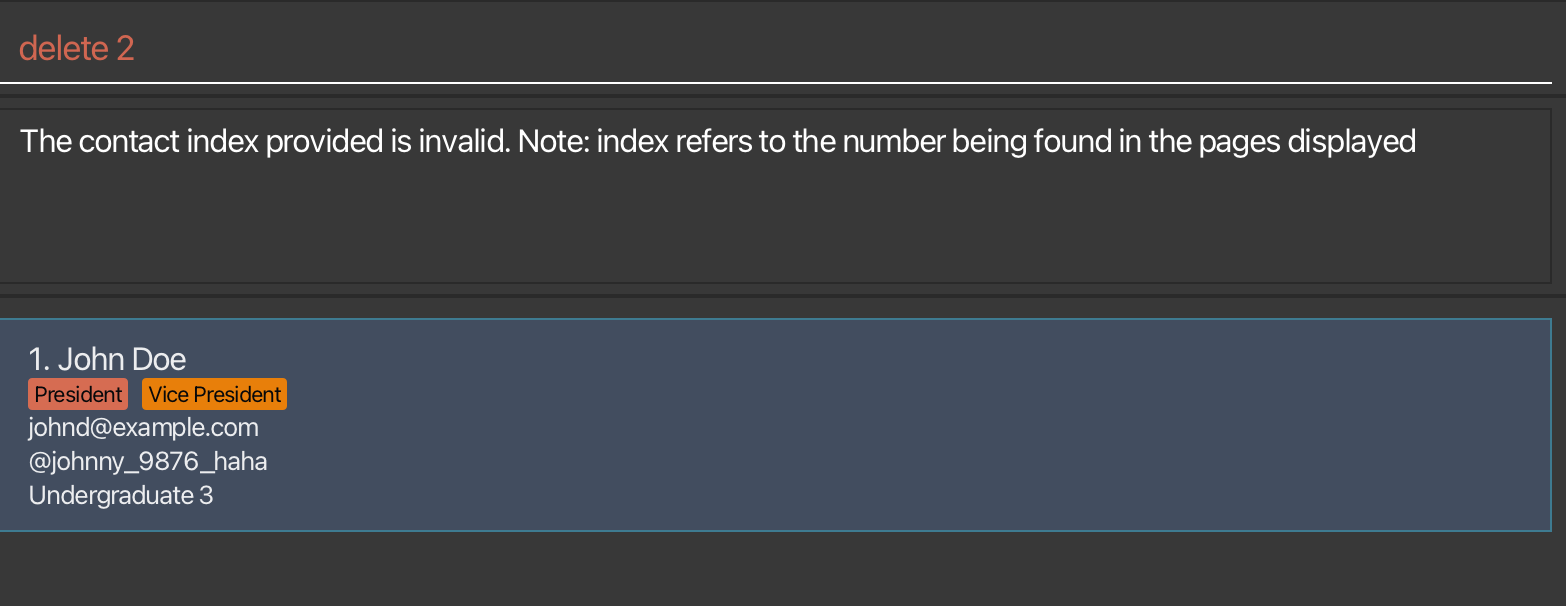 delete 2
The contact index provided is invalid. Note: index refers to the number being found in the pages displayed
1. John Doe
President Vice President
johnd@example.com
@johnny_9876_haha
Undergraduate 3